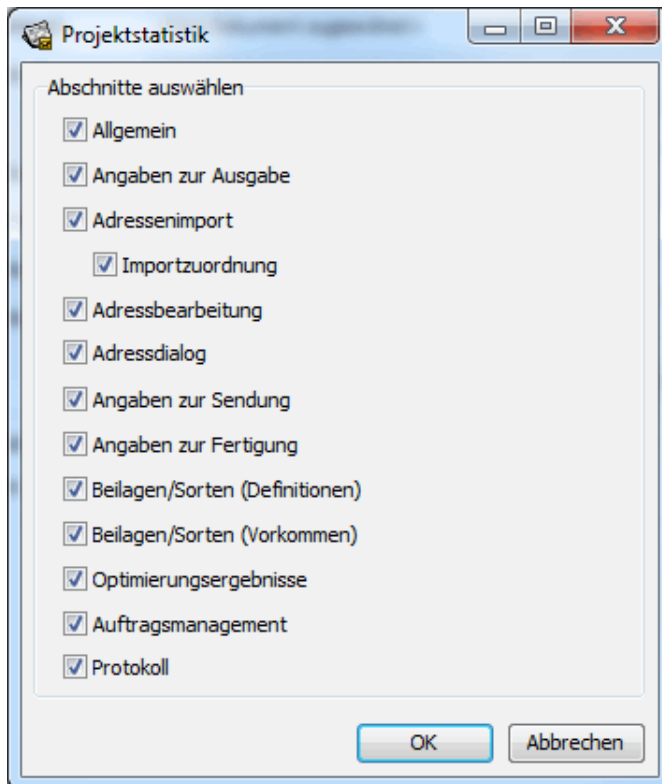 Projektstatistik
Abschnitte auswählen
Allgemein
Angaben zur Ausgabe
Adressenimport
Importzuordnung
Adressbearbeitung
Adressdialog
Angaben zur Sendung
Angaben zur Fertigung
Beilagen/Sorten (Definitionen)
Beilagen/Sorten (Vorkommen)
Optimierungsergebnisse
Auftragsmanagement
Protokoll
OK Abbrechen